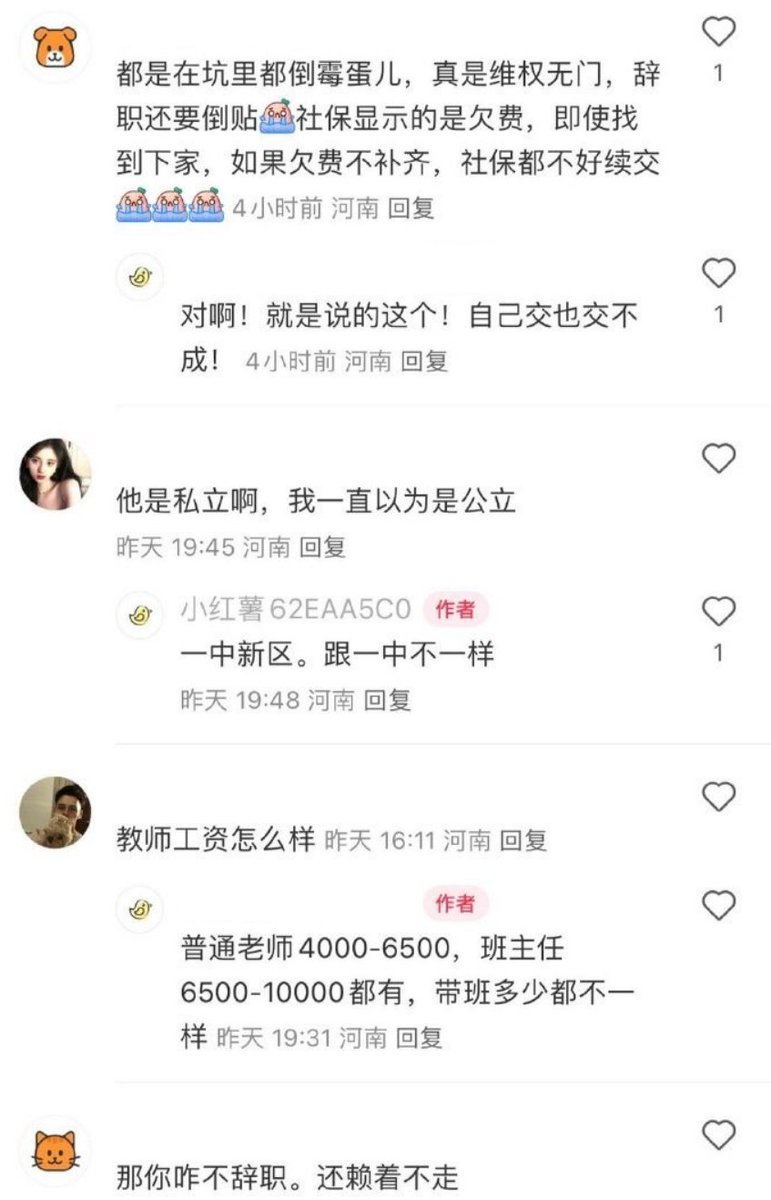 1
都是在坑里都倒霉蛋儿，真是维权无门，辞
职还要倒贴社保显示的是欠费，即使找
到下家，如果欠费不补齐，社保都不好续交
4小时前 河南 回复
对啊！就是说的这个！自己交也交不
1
成！ 4小时前 河南 回复
他是私立啊，我一直以为是公立
昨天 19:45 河南 回复
小红薯62EAA5C0 作者
一中新区。跟一中不一样
1
昨天 19:48 河南 回复
教师工资怎么样 昨天 16:11 河南 回复
作者
普通老师4000-6500，班主任
6500-10000都有，带班多少都不一
样 昨天 19:31 河南 回复
那你咋不辞职。还赖着不走